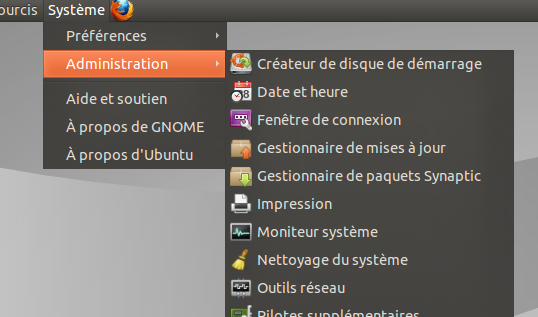 ourcis Système
Préférences
Administration
Aide et soutien
À propos de GNOME
À propos d'Ubuntu
Créateur de disque de démarrage
Date et heure
Fenêtre de connexion
Gestionnaire de mises à jour
Gestionnaire de paquets Synaptic
Impression
Moniteur système
Nettoyage du système
Outils réseau
Pilotes supplémentaires